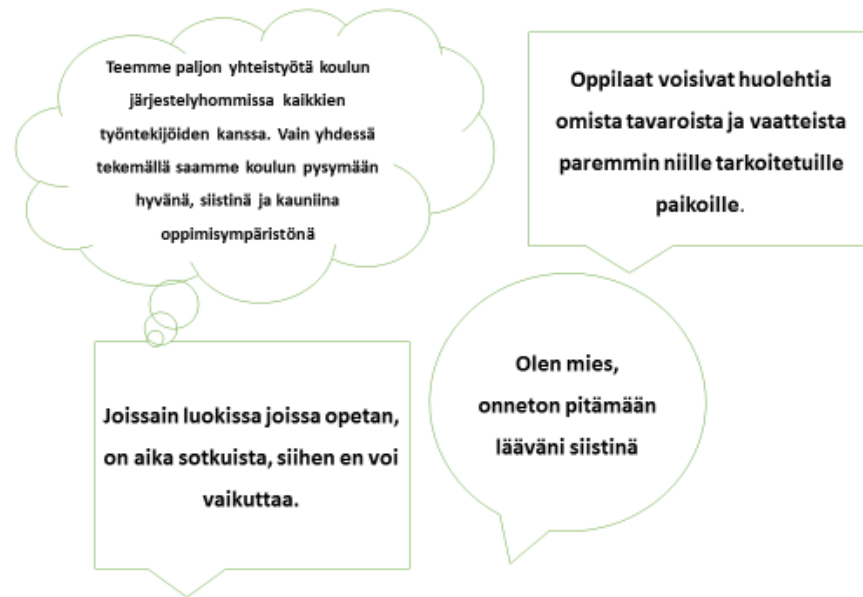 Teemme paljon yhteistyötä koulun
järjestelyhommissa kaikkien
työntekijöiden kanssa. Vain yhdessä
tekemällä saamme koulun pysymään
hyvänä, siistinä ja kauniina
oppimisympäristönä
Oppilaat voisivat huolehtia
omista tavaroista ja vaatteista
paremmin niille tarkoitetuille
paikoille.
Joissain luokissa joissa opetan,
on aika sotkuista, siihen en voi
vaikuttaa.
Olen mies,
onneton pitämään
lääväni siistinä